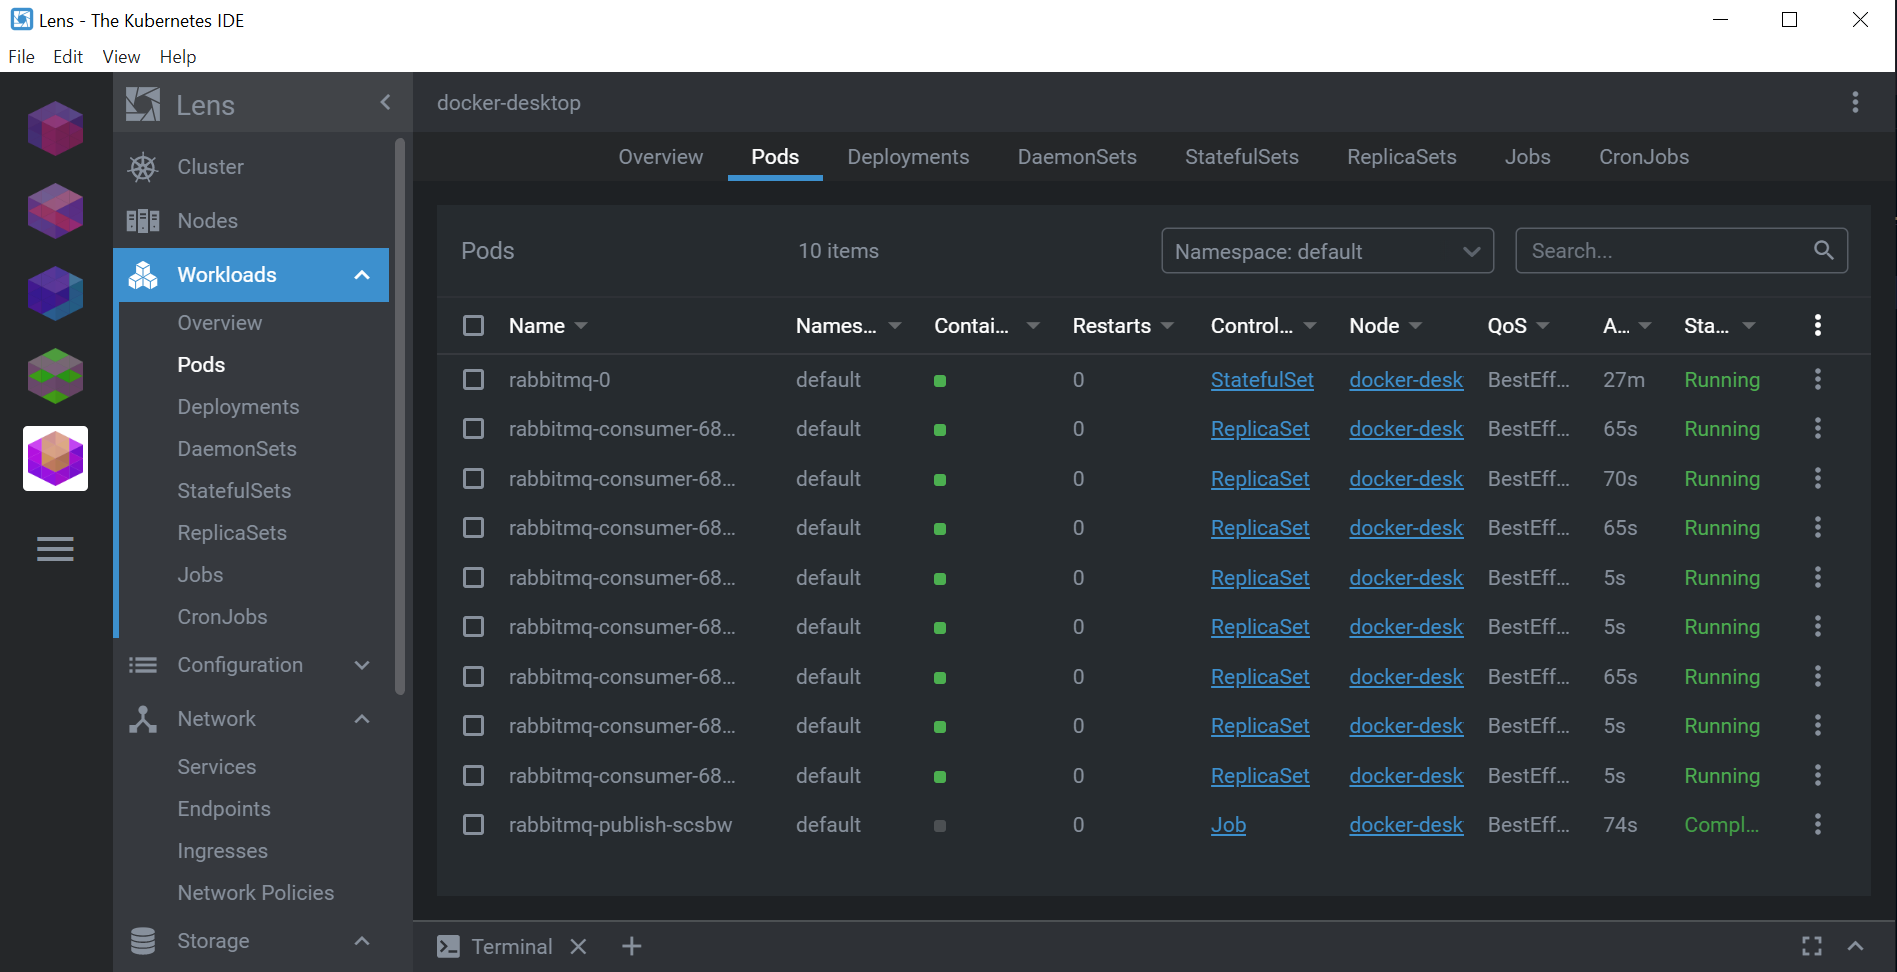 Lens - The Kubernetes IDE
File Edit View Help
Lens
docker-desktop
Cluster
Nodes
Workloads
Overview
Pods
Deployments
DaemonSets
StatefulSets
ReplicaSets
Jobs
CronJobs
Configuration
Network
Services
Endpoints
Ingresses
Network Policies
Storage
Overview Pods Deployments DaemonSets StatefulSets ReplicaSets Jobs CronJobs
Pods 10 items Namespace: default Search...
Name Names... Contai... Restarts Control... Node QoS A... Sta...
rabbitmq-0 default 0 StatefulSet docker-desk BestEff... 27m Running
rabbitmq-consumer-68... default 0 ReplicaSet docker-desk BestEff... 65s Running
rabbitmq-consumer-68... default 0 ReplicaSet docker-desk BestEff... 70s Running
rabbitmq-consumer-68... default 0 ReplicaSet docker-desk BestEff... 65s Running
rabbitmq-consumer-68... default 0 ReplicaSet docker-desk BestEff... 5s Running
rabbitmq-consumer-68... default 0 ReplicaSet docker-desk BestEff... 5s Running
rabbitmq-consumer-68... default 0 ReplicaSet docker-desk BestEff... 65s Running
rabbitmq-consumer-68... default 0 ReplicaSet docker-desk BestEff... 5s Running
rabbitmq-consumer-68... default 0 ReplicaSet docker-desk BestEff... 5s Running
rabbitmq-publish-scsbw default 0 Job docker-desk BestEff... 74s Compl...
Terminal